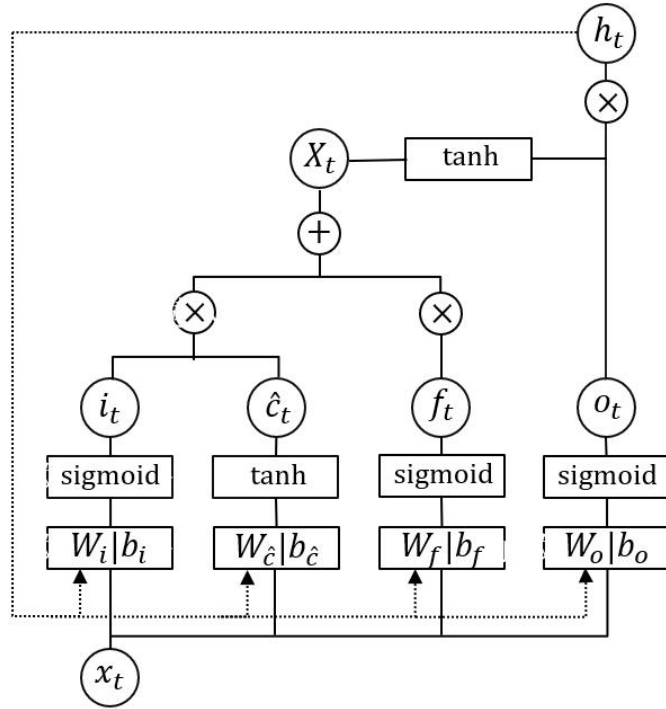 h_t
×
X_t tanh
+
× ×
i_t ĉ_t f_t o_t
sigmoid tanh sigmoid sigmoid
W_i|b_i W_ĉ|b_ĉ W_f|b_f W_o|b_o
x_t